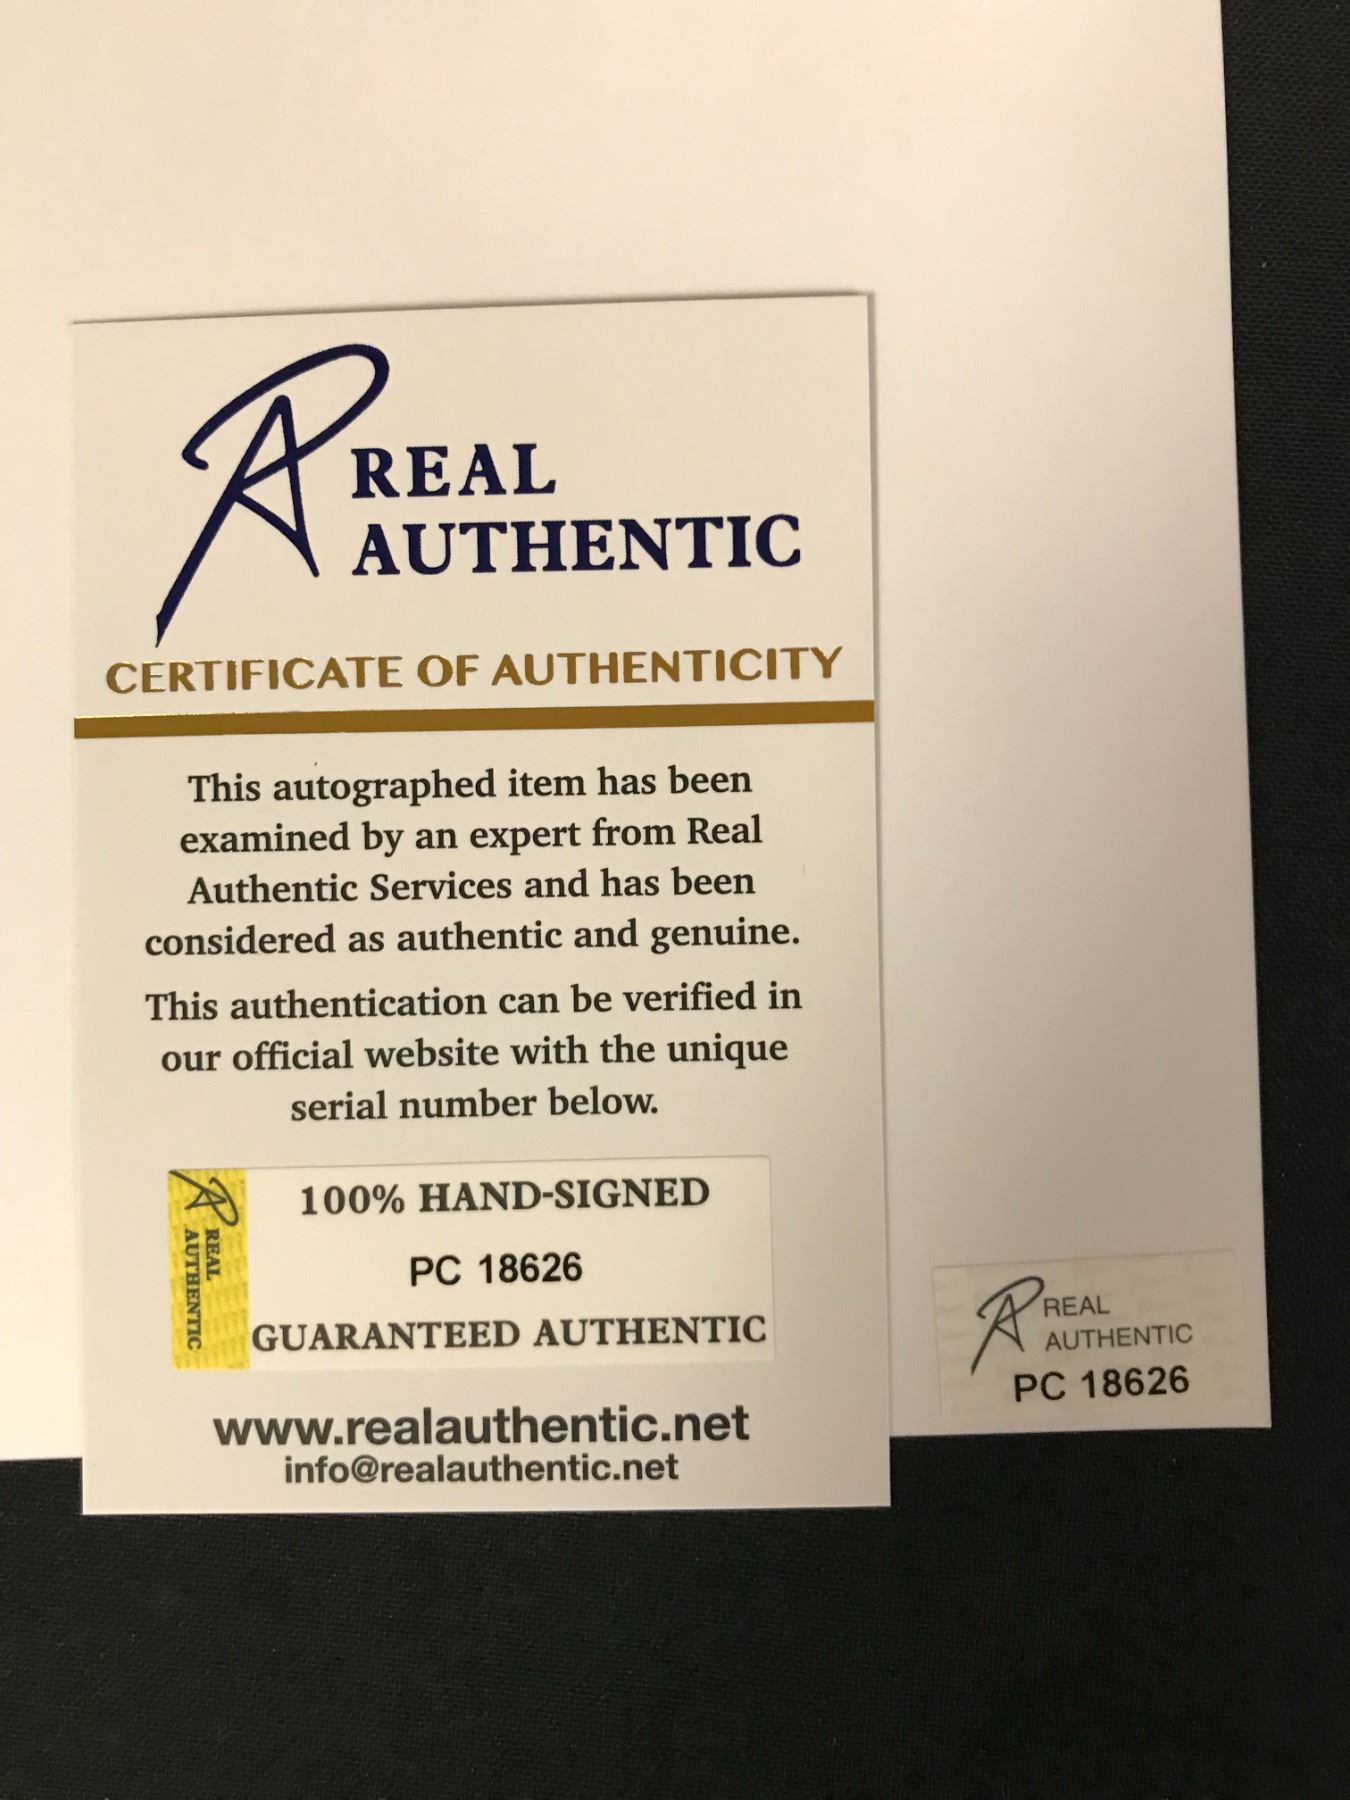 RA REAL
AUTHENTIC
CERTIFICATE OF AUTHENTICITY
This autographed item has been
examined by an expert from Real
Authentic Services and has been
considered as authentic and genuine.
This authentication can be verified in
our official website with the unique
serial number below.
RA REAL
AUTHENTIC
100% HAND-SIGNED
PC 18626
GUARANTEED AUTHENTIC
www.realauthentic.net
info@realauthentic.net
RA REAL
AUTHENTIC
PC 18626